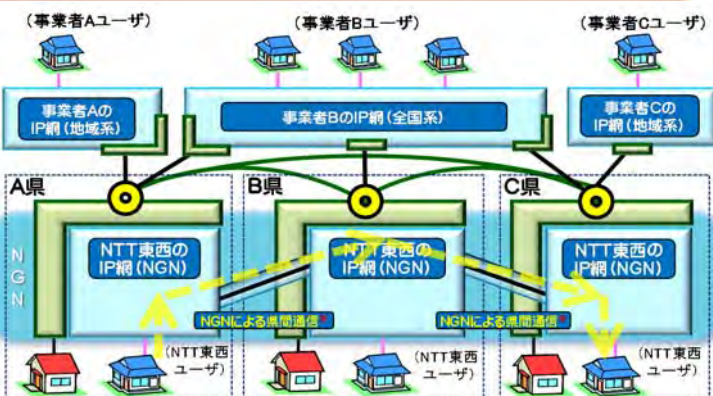 (事業者Aユーザ)
(事業者Bユーザ)
(事業者Cユーザ)
事業者Aの
IP網(地域系)
事業者BのIP網(全国系)
事業者Cの
IP網(地域系)
A県
B県
C県
NGN
NTT東西の
IP網(NGN)
NTT東西の
IP網(NGN)
NTT東西の
IP網(NGN)
NGNによる県間通信*
NGNによる県間通信*
(NTT東西
ユーザ)
(NTT東西
ユーザ)
(NTT東西
ユーザ)